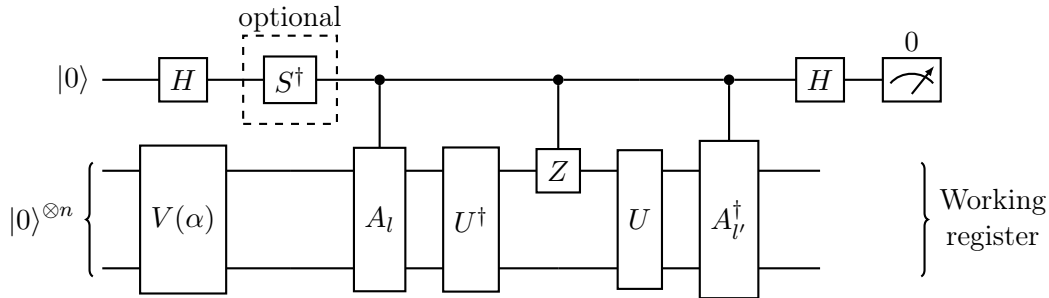 optional
0
|0⟩
H
S†
H
|0⟩⊗n
V(α)
A_l
U†
Z
U
A†_{l′}
Working
register